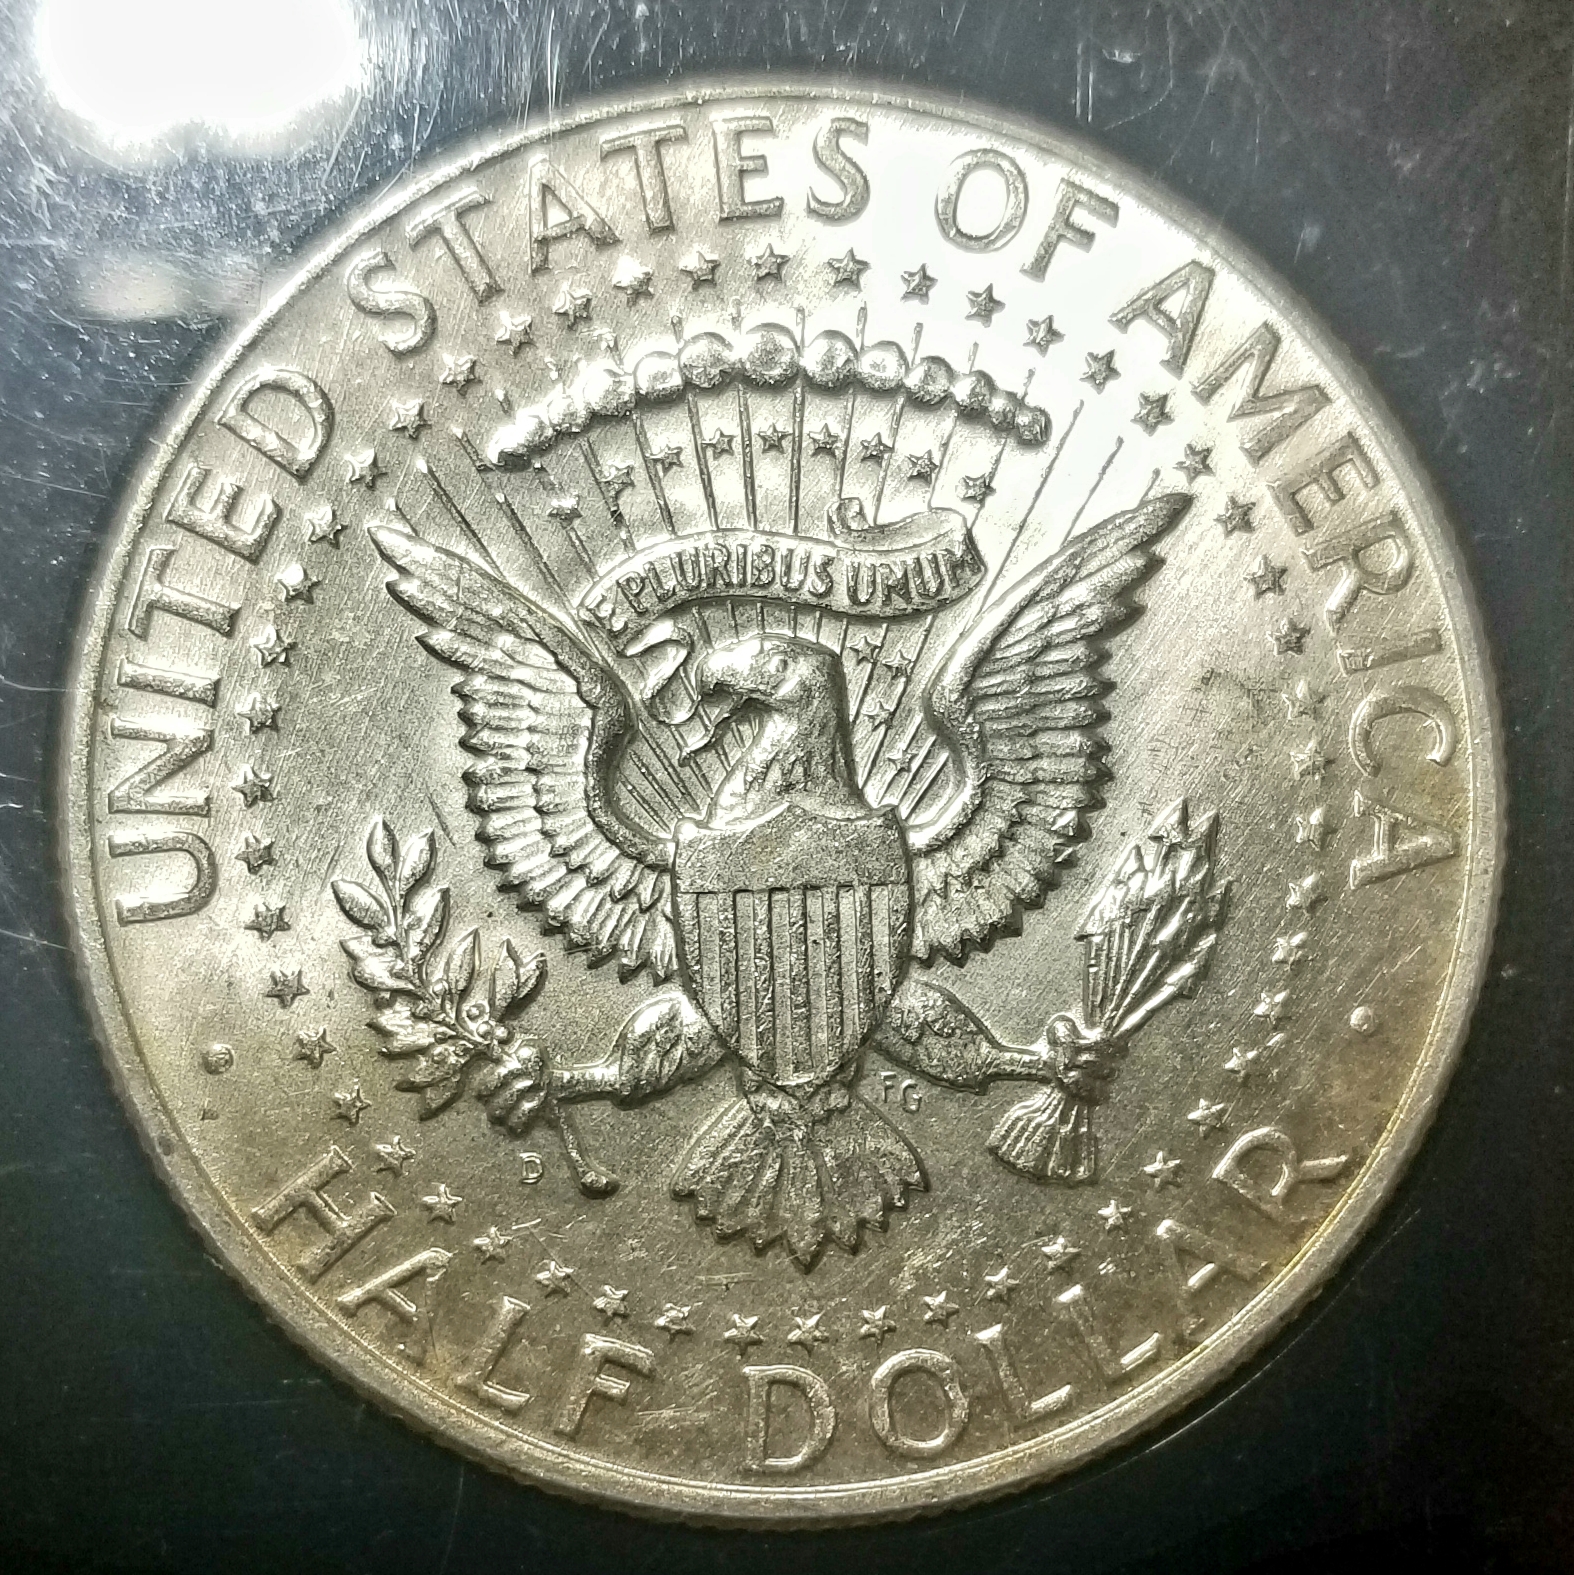 UNITED STATES OF AMERICA
E PLURIBUS UNUM
FG
D
HALF DOLLAR